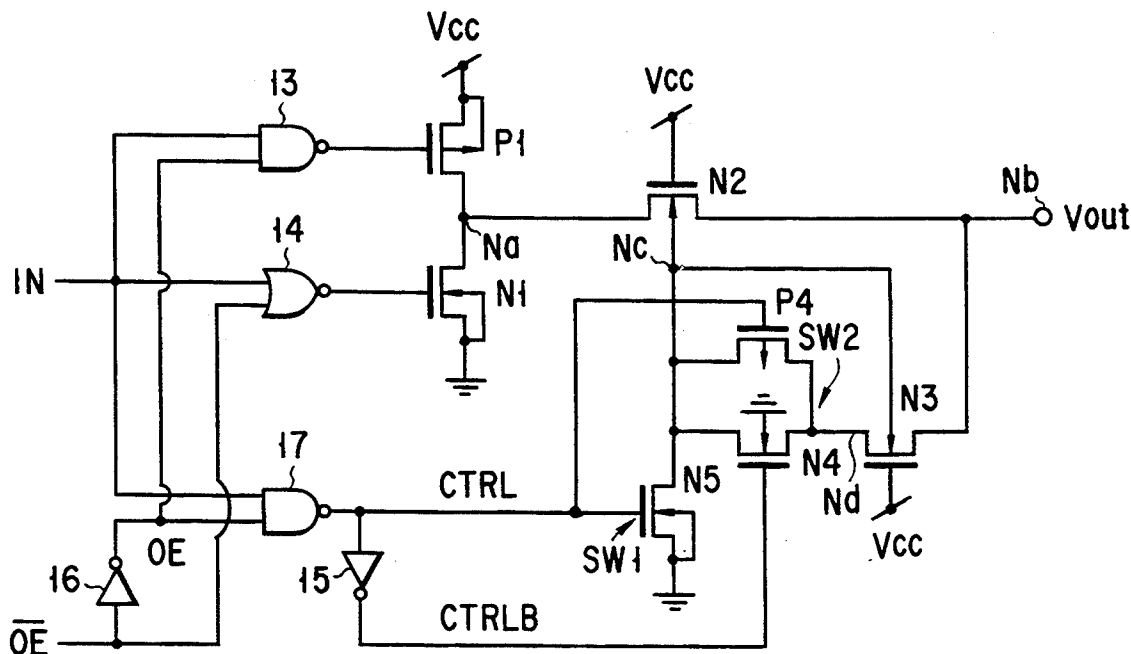 Vcc
13
P1
Vcc
N2
Nb
Vout
Na
Nc
14
IN
N1
P4
SW2
N3
17
CTRL
N5
N4
Nd
Vcc
OE
SW1
16
15
CTRLB
OE